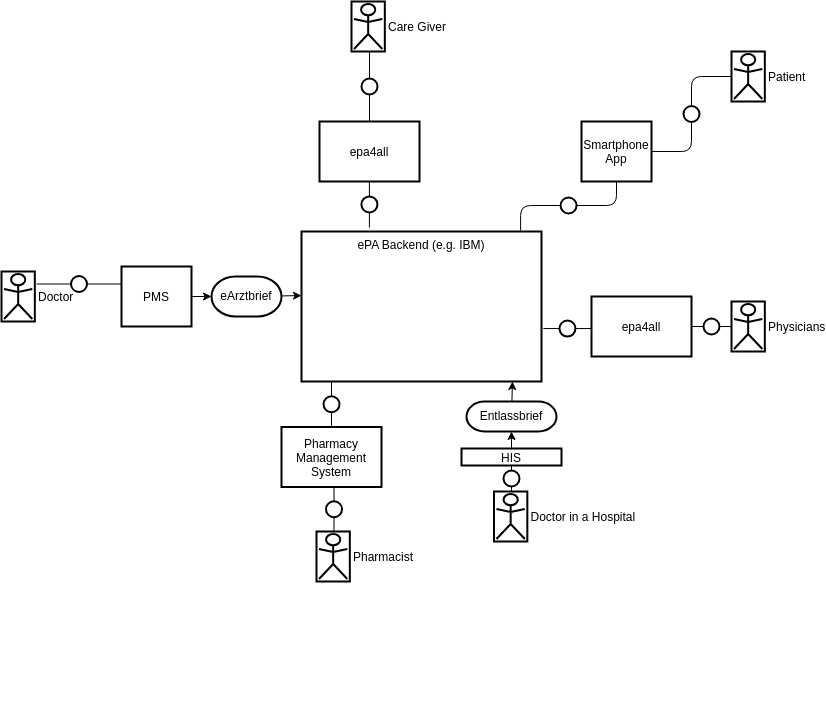 Care Giver
Patient
epa4all
Smartphone
App
ePA Backend (e.g. IBM)
Doctor
PMS
eArztbrief
epa4all
Physicians
Entlassbrief
Pharmacy
Management
System
HIS
Doctor in a Hospital
Pharmacist